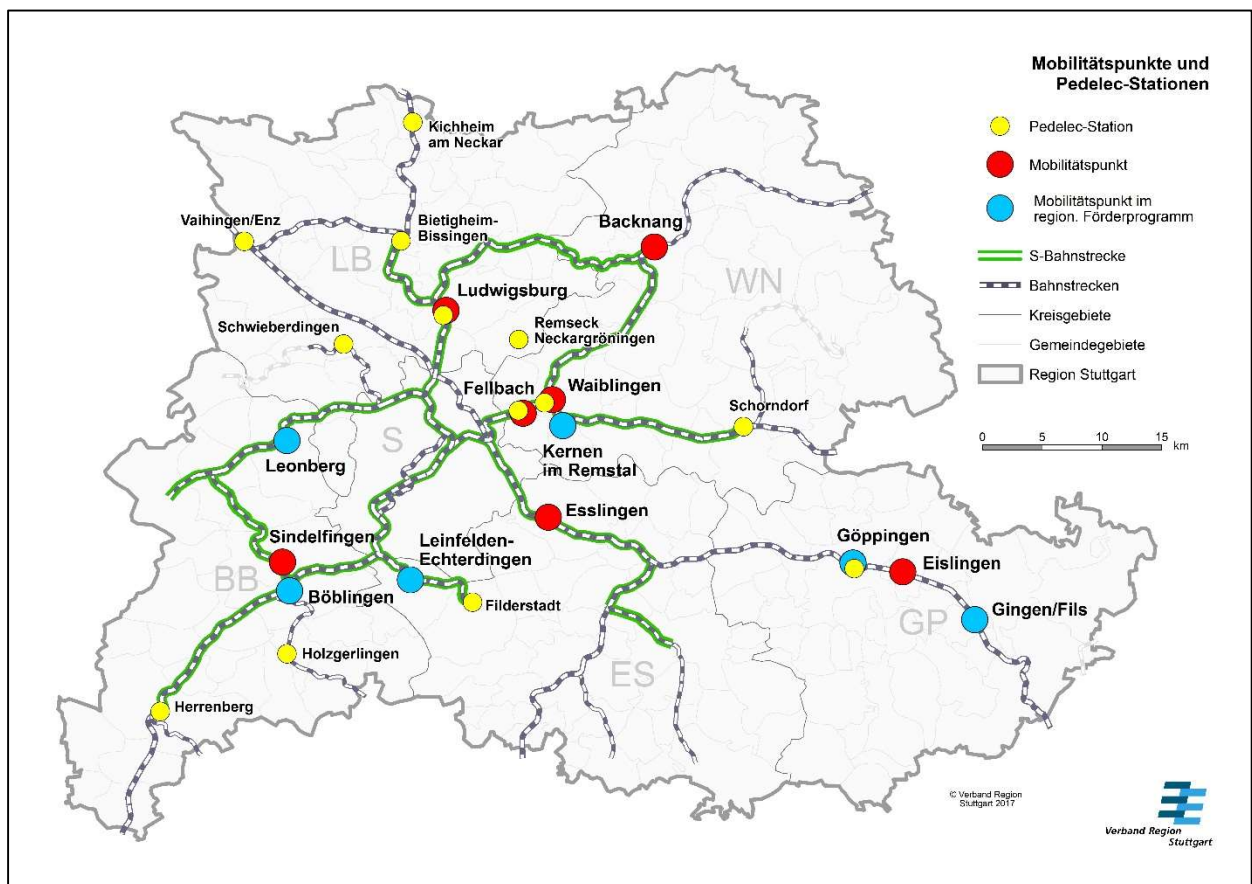 Mobilitätspunkte und
Pedelec-Stationen
Pedelec-Station
Mobilitätspunkt
Mobilitätspunkt im
region. Förderprogramm
S-Bahnstrecke
Bahnstrecken
Kreisgebiete
Gemeindegebiete
Region Stuttgart
0 5 10 15
km
Kichheim
am Neckar
Vaihingen/Enz
Bietigheim-
Bissingen
Backnang
LB
WN
Ludwigsburg
Schwieberdingen
Remseck
Neckargröningen
Fellbach
Waiblingen
Schorndorf
S
Leonberg
Kernen
im Remstal
Esslingen
Sindelfingen
Leinfelden-
Echterdingen
Göppingen
Eislingen
BB
Böblingen
Filderstadt
GP
Gingen/Fils
Holzgerlingen
ES
Herrenberg
© Verband Region
Stuttgart 2017
Verband Region
Stuttgart